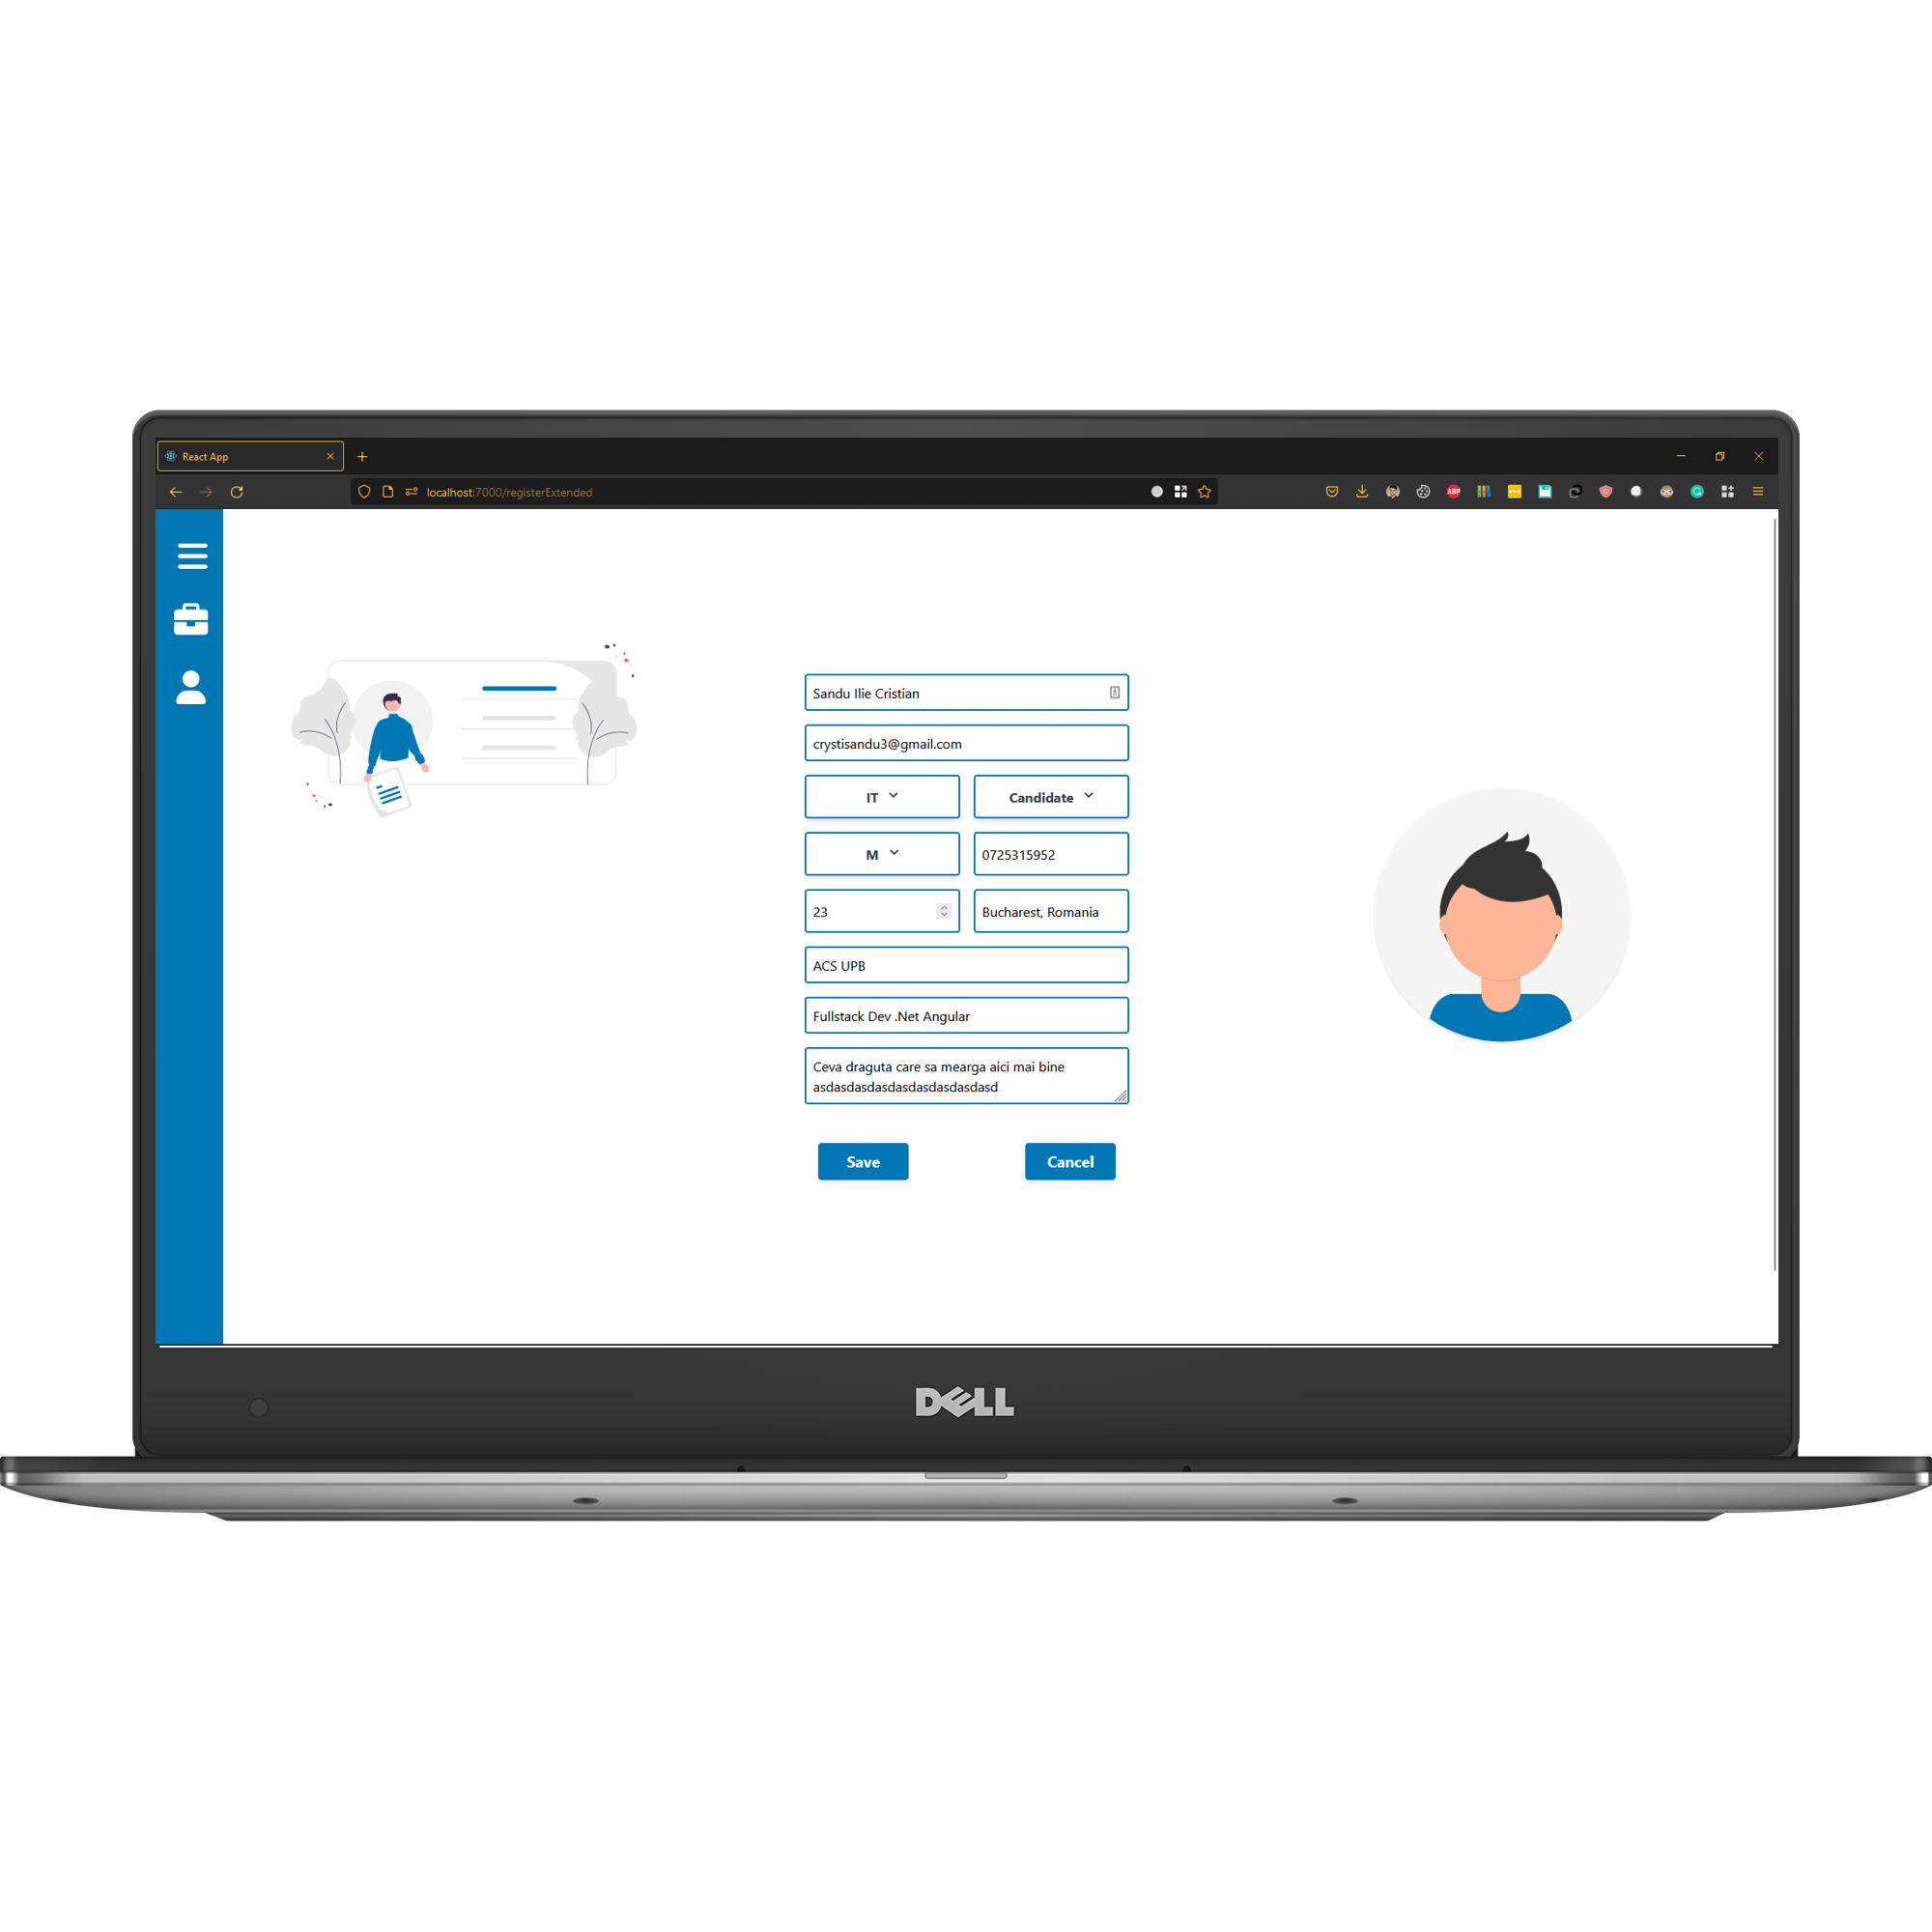 React App
localhost:7000/registerExtended
ABP
Sandu Ilie Cristian
crystisandu3@gmail.com
IT
Candidate
M
0725315952
23
Bucharest, Romania
ACS UPB
Fullstack Dev .Net Angular
Ceva draguta care sa mearga aici mai bine
asdasdasdasdasdasdasdasdasd
Save
Cancel
DELL